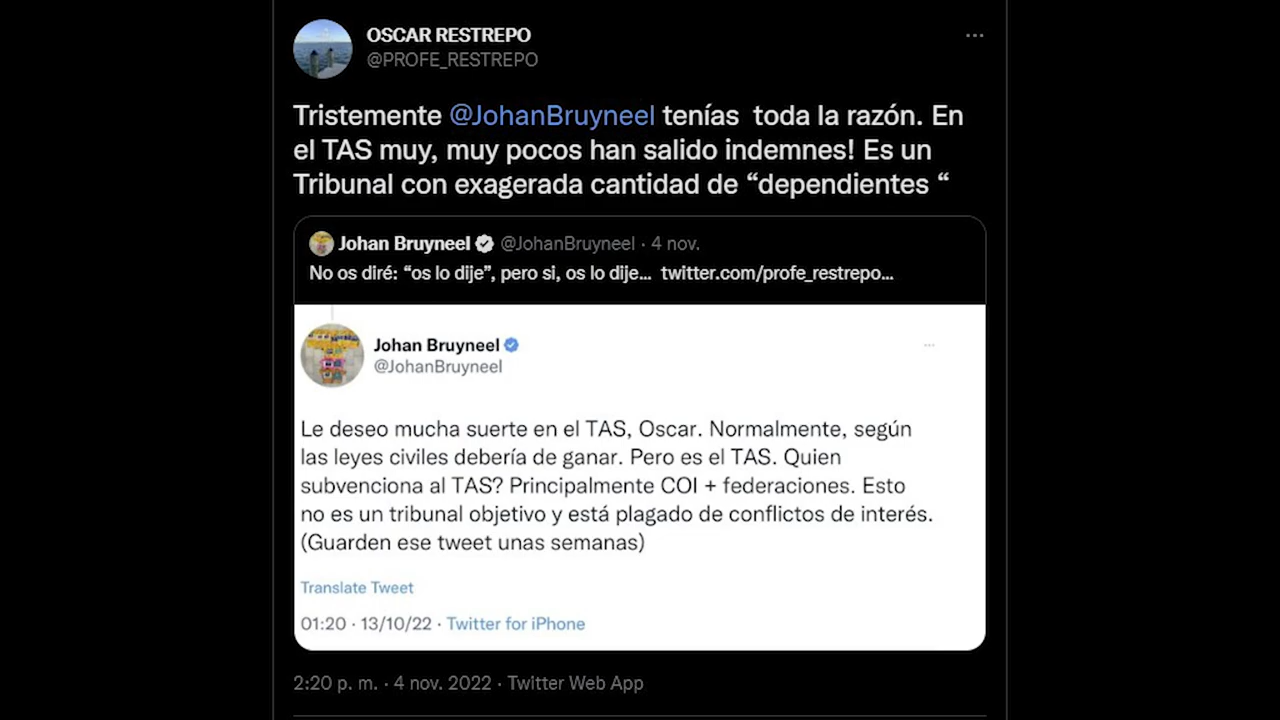 OSCAR RESTREPO
@PROFE_RESTREPO
Tristemente @JohanBruyneel tenías  toda la razón. En
el TAS muy, muy pocos han salido indemnes! Es un
Tribunal con exagerada cantidad de “dependientes “
Johan Bruyneel @JohanBruyneel · 4 nov.
No os diré: “os lo dije”, pero si, os lo dije...  twitter.com/profe_restrepo...
Johan Bruyneel
@JohanBruyneel
Le deseo mucha suerte en el TAS, Oscar. Normalmente, según
las leyes civiles debería de ganar. Pero es el TAS. Quien
subvenciona al TAS? Principalmente COI + federaciones. Esto
no es un tribunal objetivo y está plagado de conflictos de interés.
(Guarden ese tweet unas semanas)
Translate Tweet
01:20 · 13/10/22 · Twitter for iPhone
2:20 p. m. · 4 nov. 2022 · Twitter Web App